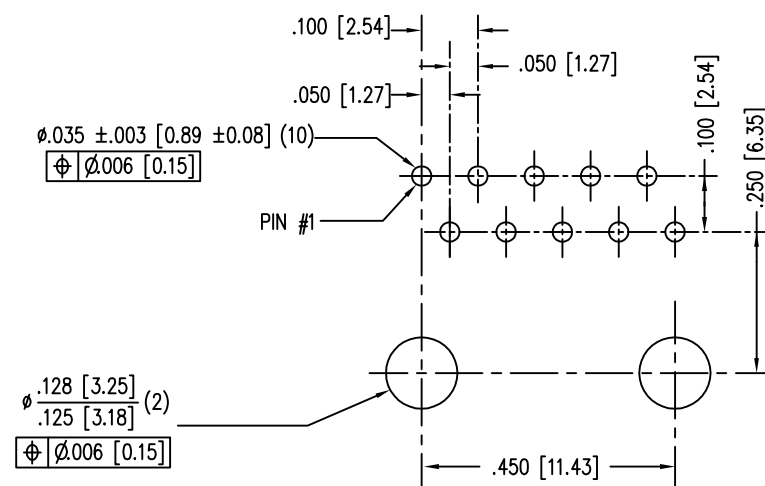 .100 [2.54]
.050 [1.27]
.050 [1.27]
.100 [2.54]
.250 [6.35]
⌀.035 ±.003 [0.89 ±0.08] (10)
⌖ ⌀.006 [0.15]
PIN #1
⌀ .128 [3.25]
.125 [3.18] (2)
⌖ ⌀.006 [0.15]
.450 [11.43]